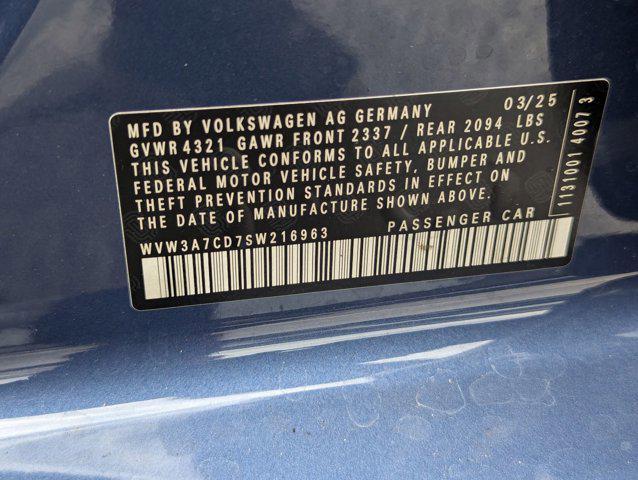 MFD BY VOLKSWAGEN AG GERMANY 03/25
GVWR 4321 GAWR FRONT 2337 / REAR 2094 LBS
THIS VEHICLE CONFORMS TO ALL APPLICABLE U.S.
FEDERAL MOTOR VEHICLE SAFETY, BUMPER AND
THEFT PREVENTION STANDARDS IN EFFECT ON
THE DATE OF MANUFACTURE SHOWN ABOVE.
WVW3A7CD7SW216963 PASSENGER CAR
1131001 4007 3